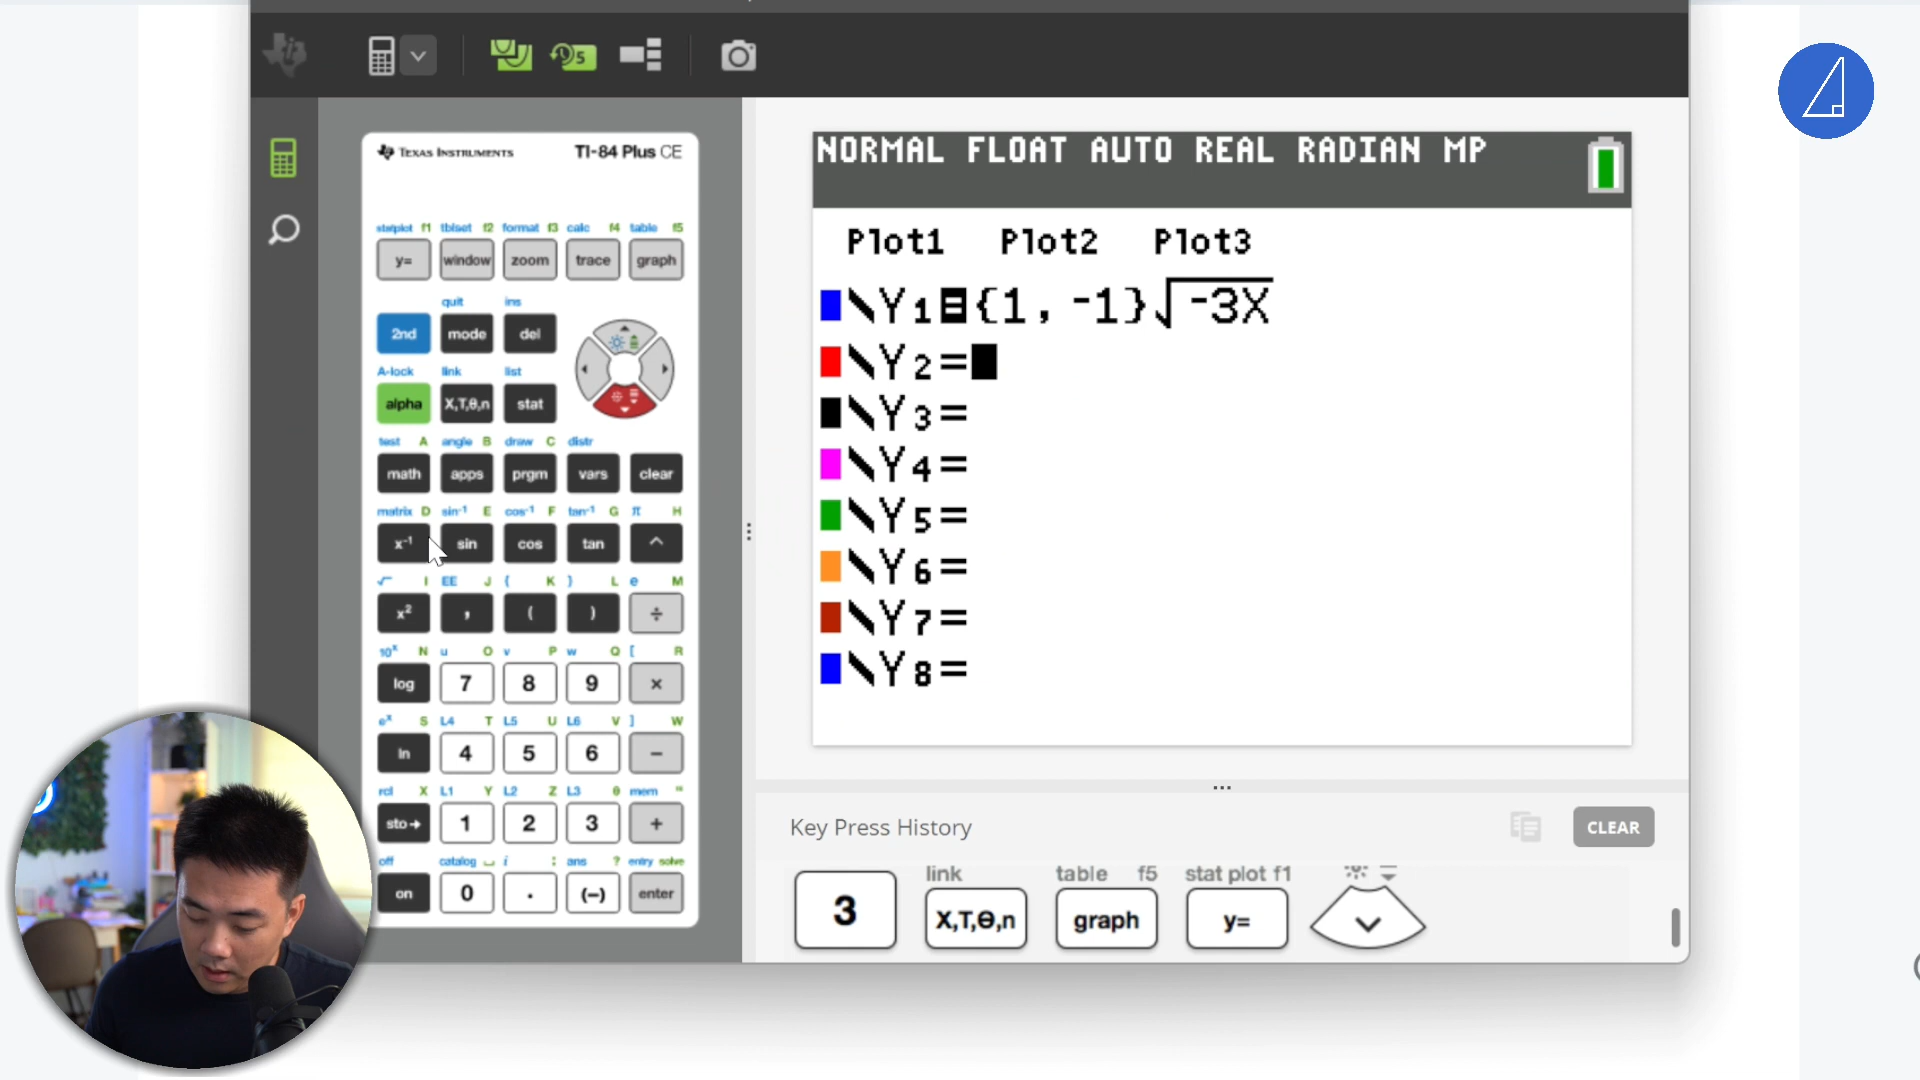 TEXAS INSTRUMENTS TI-84 Plus CE
statplot f1 tblset f2 format f3 calc f4 table f5
y= window zoom trace graph
quit ins
2nd mode del
A-lock link list
alpha X,T,θ,n stat
test A angle B draw C distr
math apps prgm vars clear
matrix D sin⁻¹ E cos⁻¹ F tan⁻¹ G π H
x⁻¹ sin cos tan ^
√ I EE J { K } L e M
x² , ( ) ÷
10ˣ N u O v P w Q [ R
log 7 8 9 ×
eˣ S L4 T L5 U L6 V ] W
ln 4 5 6 −
rcl X L1 Y L2 Z L3 θ mem "
sto→ 1 2 3 +
off catalog ␣ i : ans ? entry solve
on 0 . (−) enter
NORMAL FLOAT AUTO REAL RADIAN MP
Plot1 Plot2 Plot3
\Y1={1, -1}√-3X
\Y2=
\Y3=
\Y4=
\Y5=
\Y6=
\Y7=
\Y8=
Key Press History
CLEAR
link table f5 stat plot f1
3 X,T,Θ,n graph y=